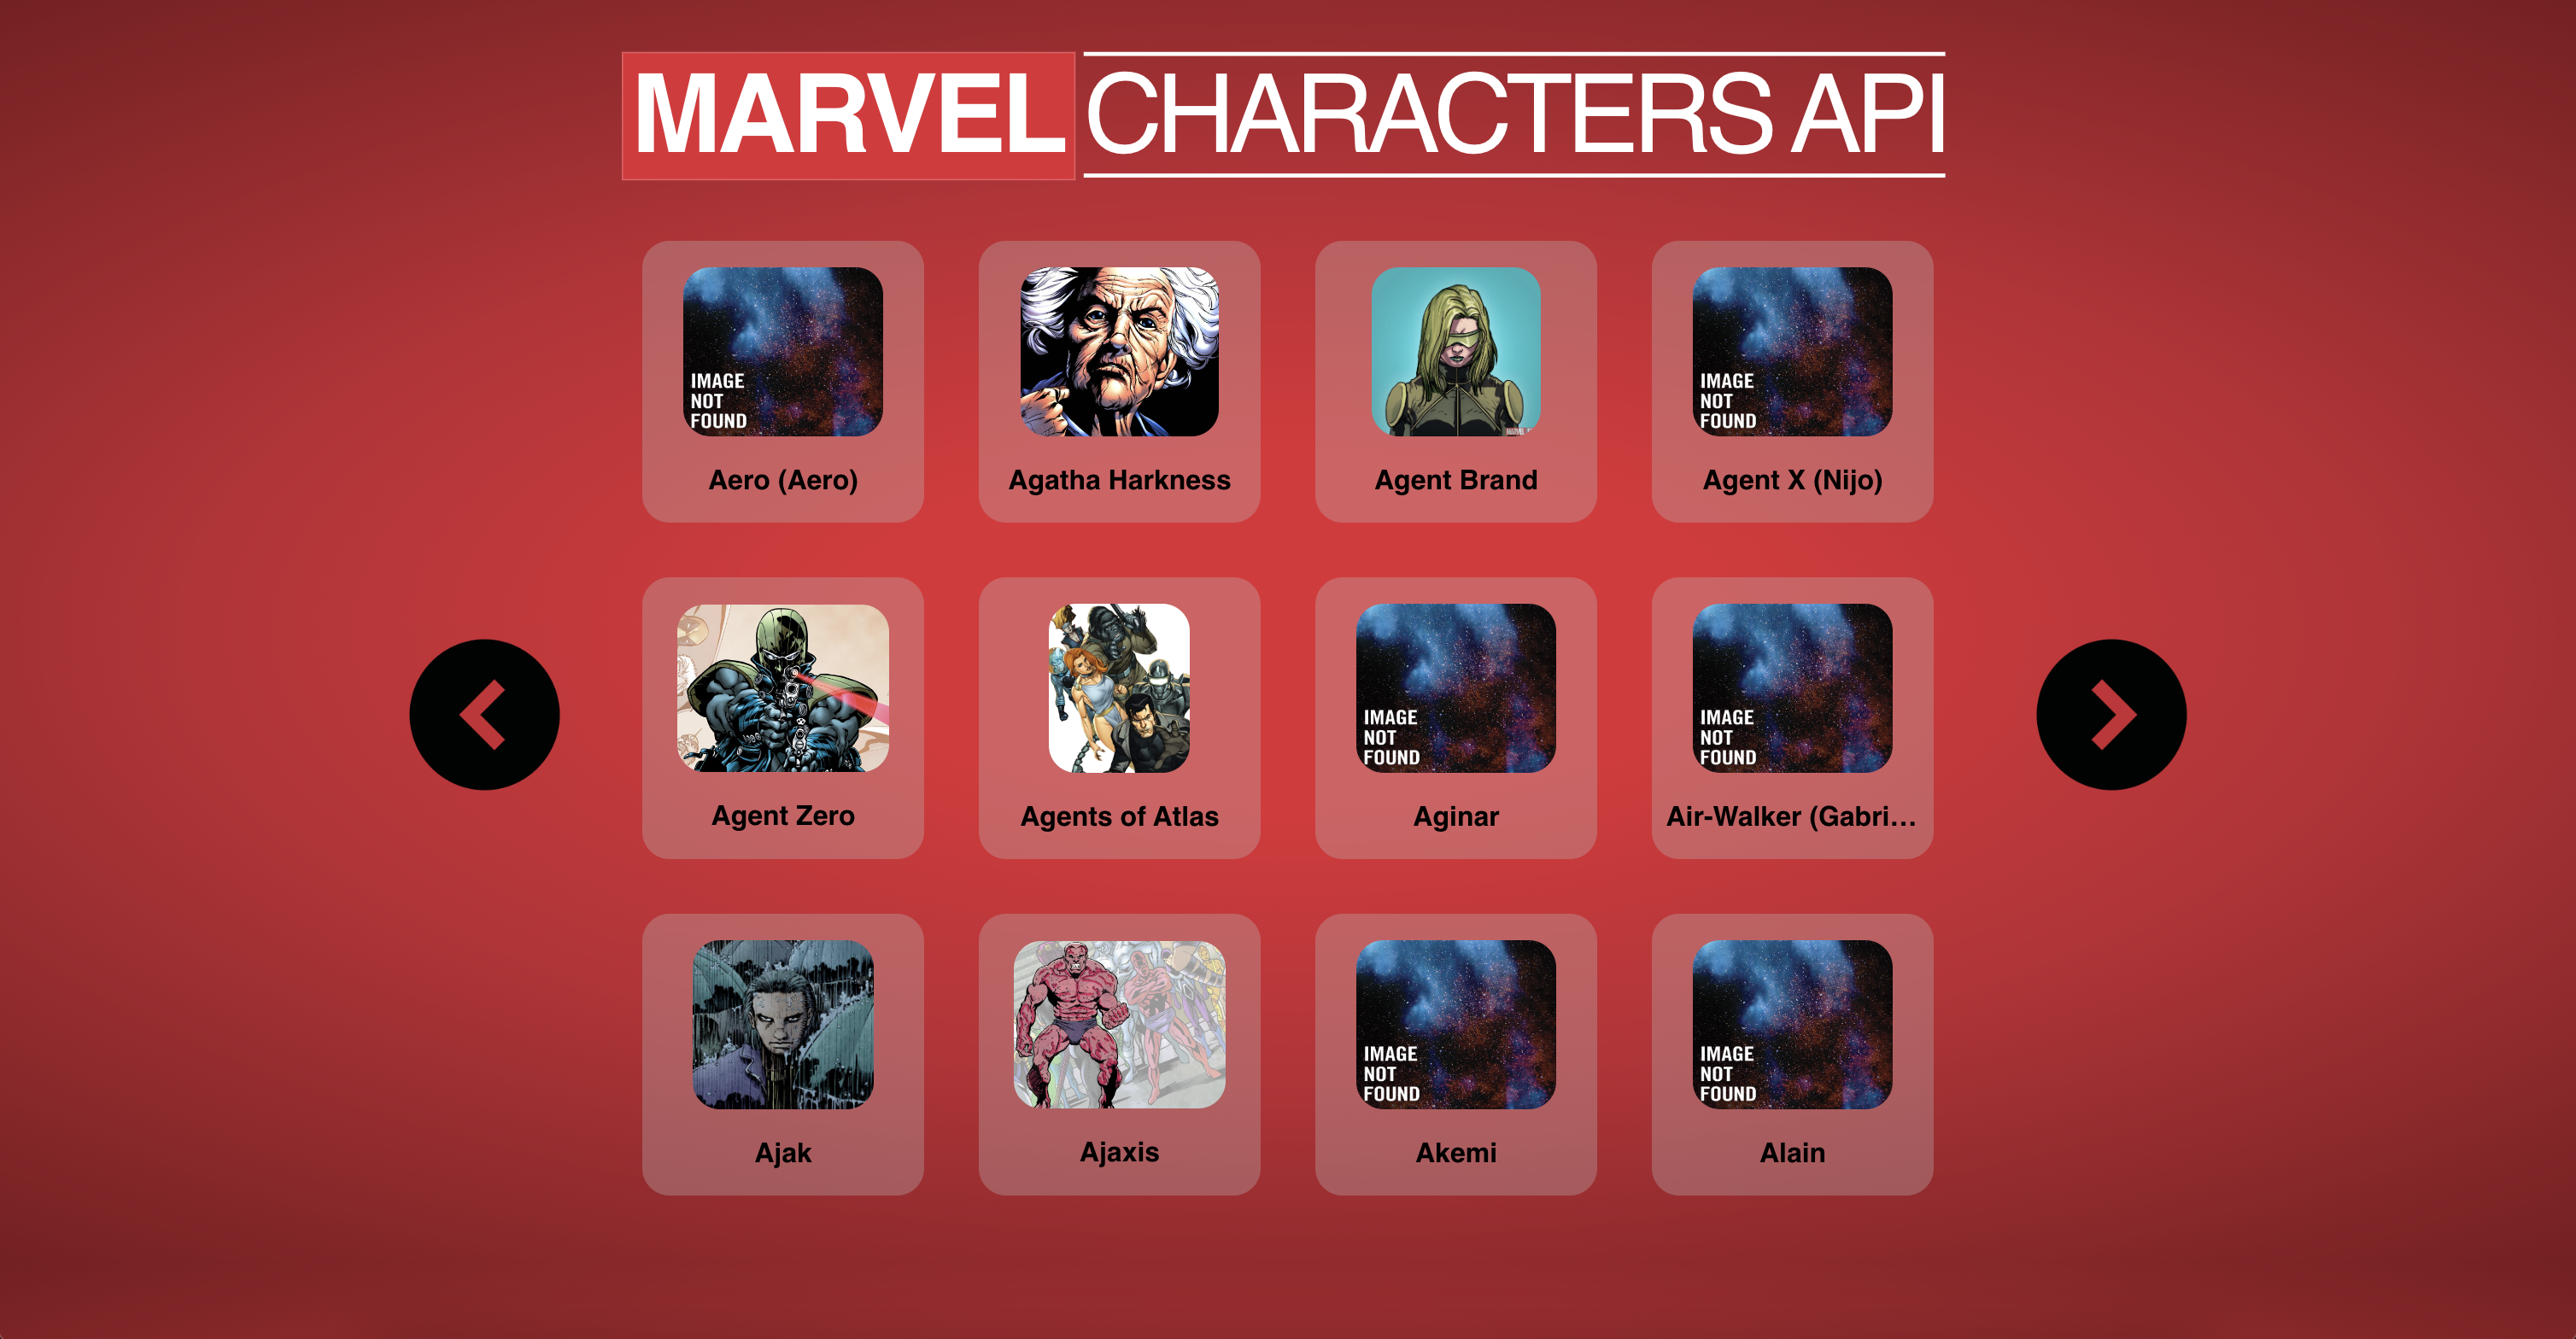 MARVEL CHARACTERS API
IMAGE
NOT
FOUND
Aero (Aero)
Agatha Harkness
Agent Brand
IMAGE
NOT
FOUND
Agent X (Nijo)
Agent Zero
Agents of Atlas
IMAGE
NOT
FOUND
Aginar
IMAGE
NOT
FOUND
Air-Walker (Gabri...
Ajak
Ajaxis
IMAGE
NOT
FOUND
Akemi
IMAGE
NOT
FOUND
Alain